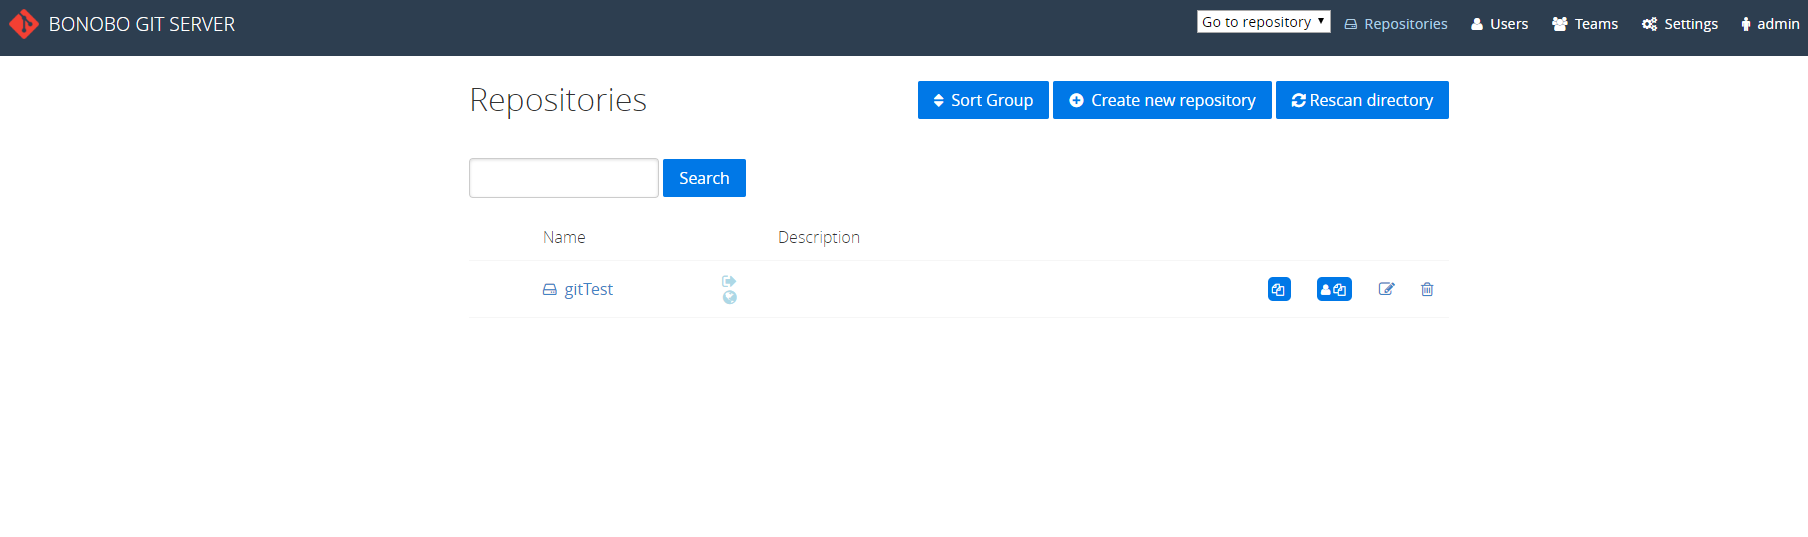 BONOBO GIT SERVER
Go to repository Repositories Users Teams Settings admin
Repositories
Sort Group Create new repository Rescan directory
Search
Name Description
gitTest